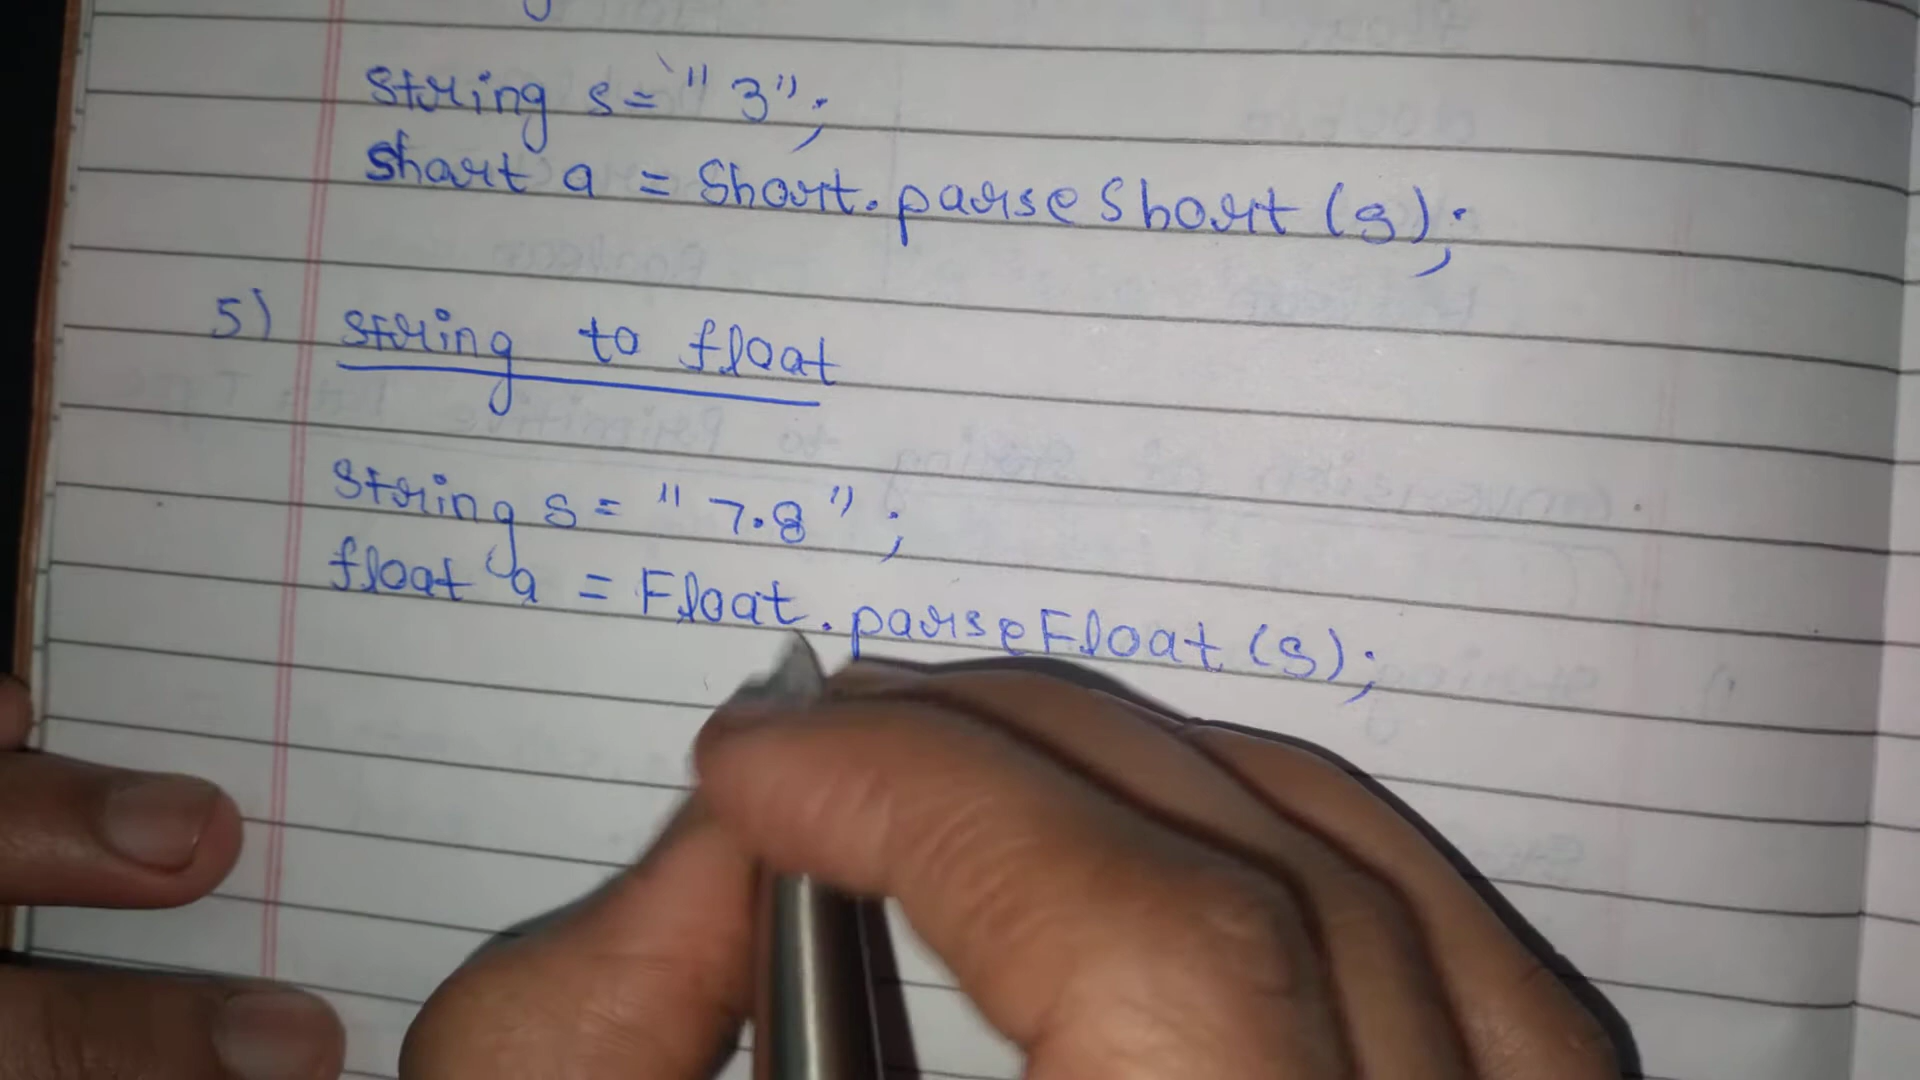 String s = " 3 ";
Short a = Short.parseShort (s);
5) String to float
String s = " 7.8 " ;
float a = Float.parseFloat (s);